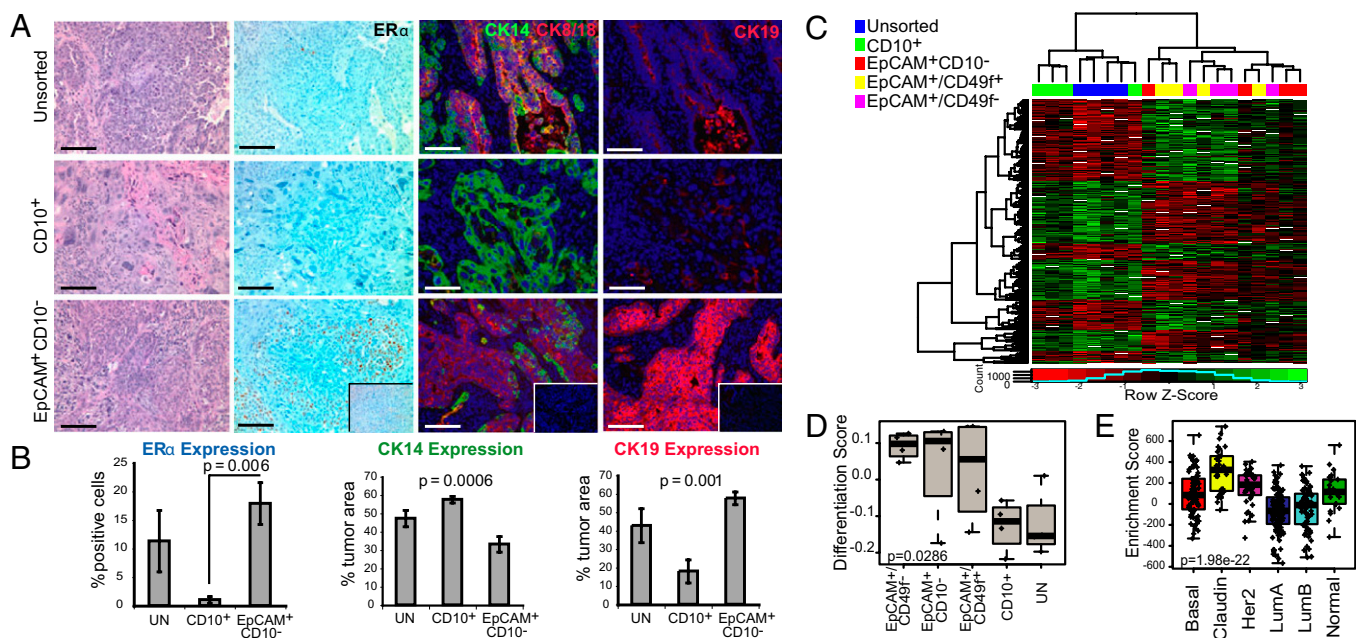 A
ERα
CK14 CK8/18
CK19
Unsorted
CD10+
EpCAM+CD10-
B
ERα Expression
CK14 Expression
CK19 Expression
%positive cells
25
20
15
10
5
0
p=0.006
UN
CD10+
EpCAM+
CD10-
% tumor area
70
60
50
40
30
20
10
0
p=0.0006
UN
CD10+
EpCAM+
CD10-
% tumor area
70
60
50
40
30
20
10
0
p=0.001
UN
CD10+
EpCAM+
CD10-
C
Unsorted
CD10+
EpCAM+CD10-
EpCAM+/CD49f+
EpCAM+/CD49f-
Count
1000
0
-3 -2 -1 0 1 2 3
Row Z-Score
D
Differentiation Score
0.1
0.0
-0.1
-0.2
p=0.0286
EpCAM+/
CD49f-
EpCAM+
CD10-
EpCAM+/
CD49f+
CD10+
UN
E
Enrichment Score
600
400
200
0
-200
-400
-600
p=1.98e-22
Basal
Claudin
Her2
LumA
LumB
Normal